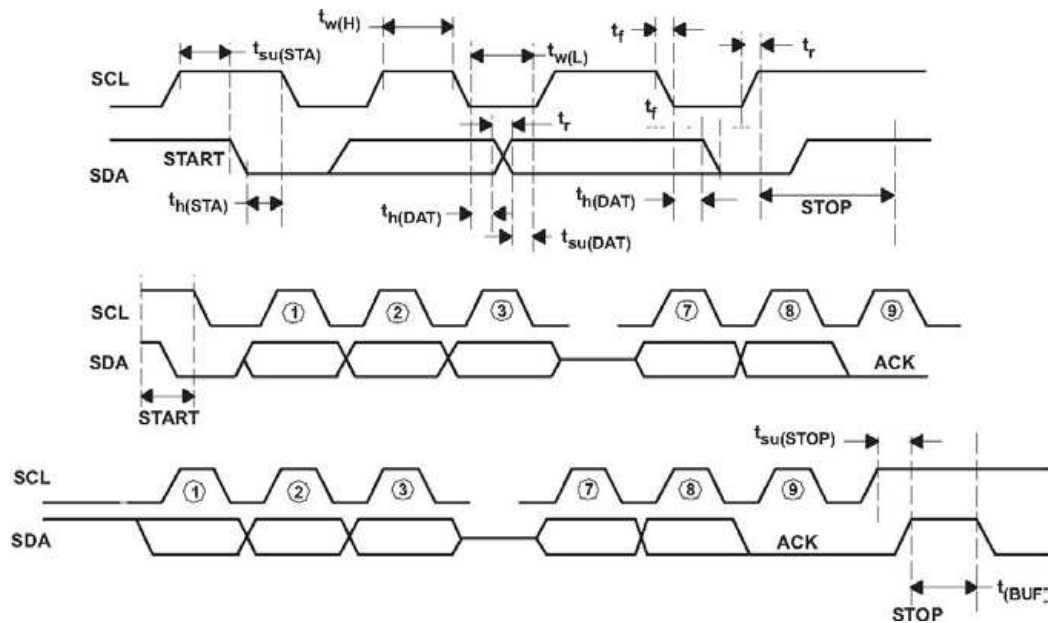 tw(H)
tf
tr
tsu(STA)
tw(L)
SCL
tr
tf
START
SDA
th(STA)
th(DAT)
th(DAT)
STOP
tsu(DAT)
1 2 3 7 8 9
SCL
SDA
ACK
START
tsu(STOP)
SCL
1 2 3 7 8 9
SDA
ACK
t(BUF)
STOP